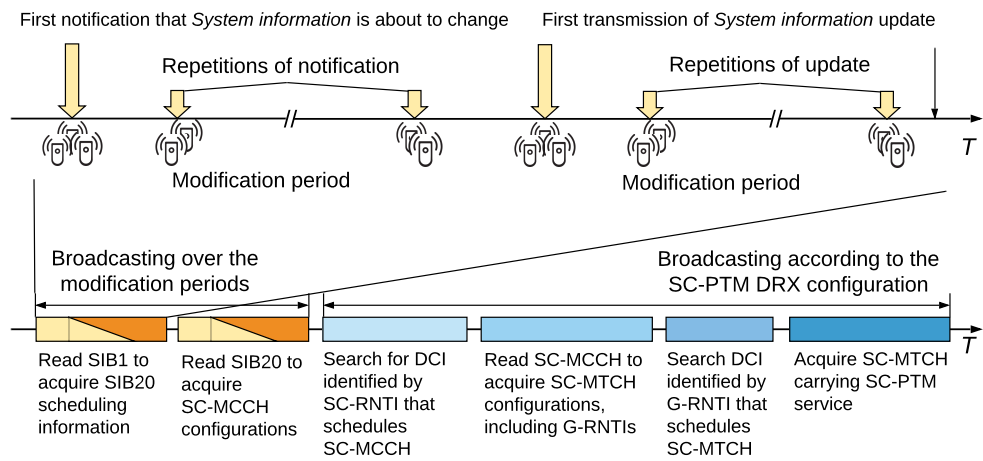 First notification that System information is about to change
First transmission of System information update
Repetitions of notification
Repetitions of update
T
Modification period
Modification period
Broadcasting over the
modification periods
Broadcasting according to the
SC-PTM DRX configuration
T
Read SIB1 to
acquire SIB20
scheduling
information
Read SIB20 to
acquire
SC-MCCH
configurations
Search for DCI
identified by
SC-RNTI that
schedules
SC-MCCH
Read SC-MCCH to
acquire SC-MTCH
configurations,
including G-RNTIs
Search DCI
identified by
G-RNTI that
schedules
SC-MTCH
Acquire SC-MTCH
carrying SC-PTM
service